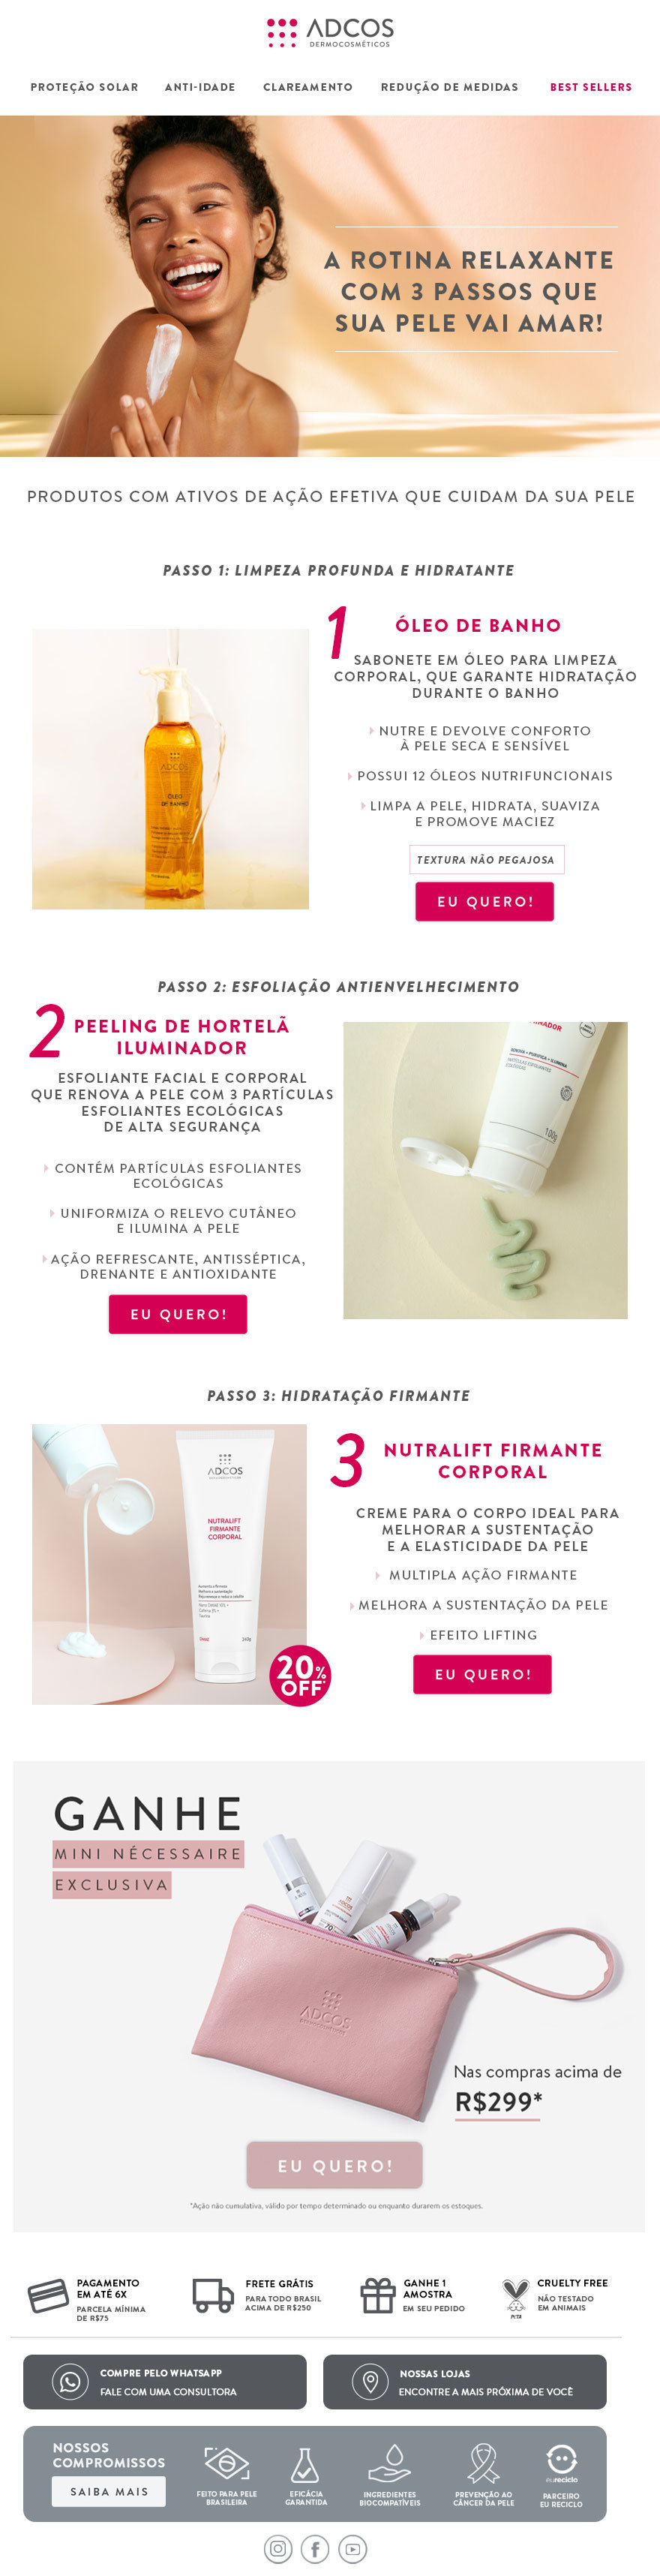 ADCOS
DERMOCOSMÉTICOS
PROTEÇÃO SOLAR ANTI-IDADE CLAREAMENTO REDUÇÃO DE MEDIDAS BEST SELLERS
A ROTINA RELAXANTE
COM 3 PASSOS QUE
SUA PELE VAI AMAR!
PRODUTOS COM ATIVOS DE AÇÃO EFETIVA QUE CUIDAM DA SUA PELE
PASSO 1: LIMPEZA PROFUNDA E HIDRATANTE
1
ÓLEO DE BANHO
SABONETE EM ÓLEO PARA LIMPEZA
CORPORAL, QUE GARANTE HIDRATAÇÃO
DURANTE O BANHO
NUTRE E DEVOLVE CONFORTO
À PELE SECA E SENSÍVEL
POSSUI 12 ÓLEOS NUTRIFUNCIONAIS
LIMPA A PELE, HIDRATA, SUAVIZA
E PROMOVE MACIEZ
TEXTURA NÃO PEGAJOSA
EU QUERO!
ADCOS
ÓLEO
DE BANHO
PASSO 2: ESFOLIAÇÃO ANTIENVELHECIMENTO
2
PEELING DE HORTELÃ
ILUMINADOR
ESFOLIANTE FACIAL E CORPORAL
QUE RENOVA A PELE COM 3 PARTÍCULAS
ESFOLIANTES ECOLÓGICAS
DE ALTA SEGURANÇA
CONTÉM PARTÍCULAS ESFOLIANTES
ECOLÓGICAS
UNIFORMIZA O RELEVO CUTÂNEO
E ILUMINA A PELE
AÇÃO REFRESCANTE, ANTISSÉPTICA,
DRENANTE E ANTIOXIDANTE
EU QUERO!
RENOVA • PURIFICA • ILUMINA
PARTÍCULAS ESFOLIANTES
ECOLÓGICAS
100g
PASSO 3: HIDRATAÇÃO FIRMANTE
3
NUTRALIFT FIRMANTE
CORPORAL
CREME PARA O CORPO IDEAL PARA
MELHORAR A SUSTENTAÇÃO
E A ELASTICIDADE DA PELE
MULTIPLA AÇÃO FIRMANTE
MELHORA A SUSTENTAÇÃO DA PELE
EFEITO LIFTING
EU QUERO!
ADCOS
NUTRALIFT
FIRMANTE
CORPORAL
240g
20%
OFF*
GANHE
MINI NÉCESSAIRE
EXCLUSIVA
ADCOS
70
ADCOS
Nas compras acima de
R$299*
EU QUERO!
*Ação não cumulativa, válido por tempo determinado ou enquanto durarem os estoques.
PAGAMENTO
EM ATÉ 6X
PARCELA MÍNIMA
DE R$75
FRETE GRÁTIS
PARA TODO BRASIL
ACIMA DE R$250
GANHE 1
AMOSTRA
EM SEU PEDIDO
PETA
CRUELTY FREE
NÃO TESTADO
EM ANIMAIS
COMPRE PELO WHATSAPP
FALE COM UMA CONSULTORA
NOSSAS LOJAS
ENCONTRE A MAIS PRÓXIMA DE VOCÊ
NOSSOS
COMPROMISSOS
SAIBA MAIS
FEITO PARA PELE
BRASILEIRA
EFICÁCIA
GARANTIDA
INGREDIENTES
BIOCOMPATÍVEIS
PREVENÇÃO AO
CÂNCER DA PELE
eureciclo
PARCEIRO
EU RECICLO